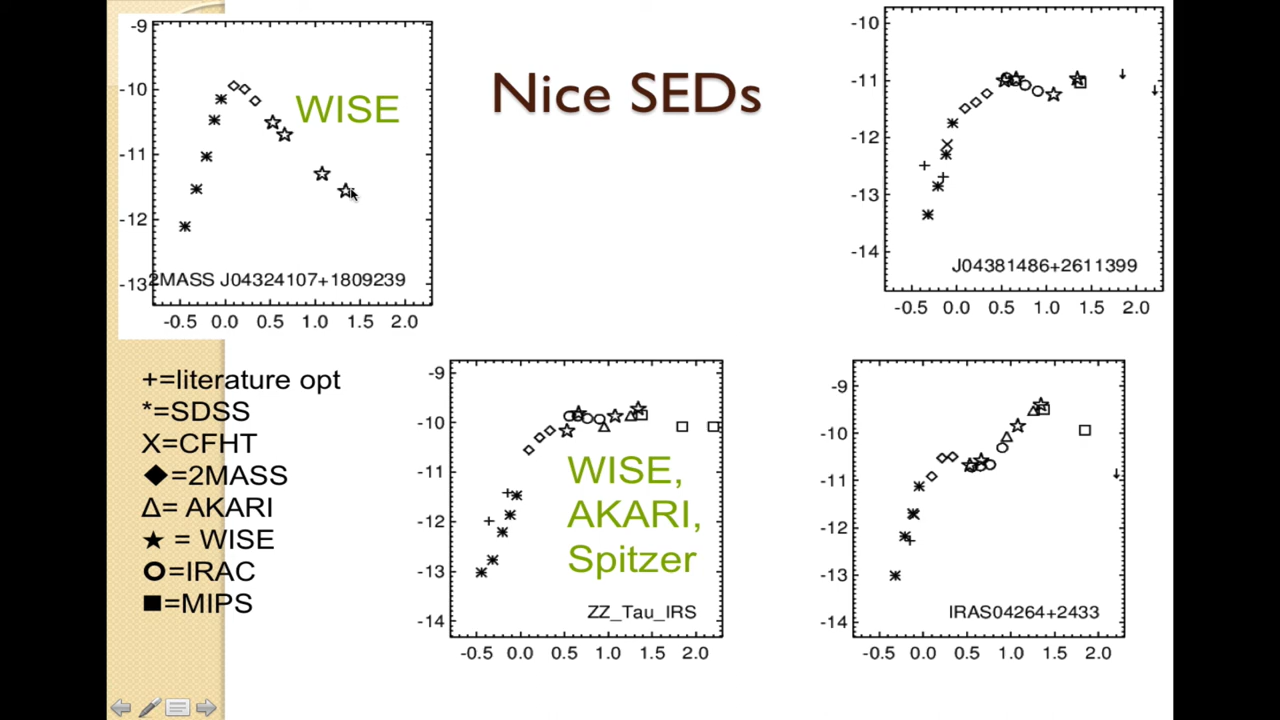 Nice SEDs
-9
-10
-11
-12
-13
WISE
2MASS J04324107+1809239
-0.5 0.0 0.5 1.0 1.5 2.0
-10
-11
-12
-13
-14
J04381486+2611399
-0.5 0.0 0.5 1.0 1.5 2.0
+=literature opt
*=SDSS
X=CFHT
◆=2MASS
Δ= AKARI
★ = WISE
O=IRAC
■=MIPS
-9
-10
-11
-12
-13
-14
WISE,
AKARI,
Spitzer
ZZ_Tau_IRS
-0.5 0.0 0.5 1.0 1.5 2.0
-9
-10
-11
-12
-13
-14
IRAS04264+2433
-0.5 0.0 0.5 1.0 1.5 2.0